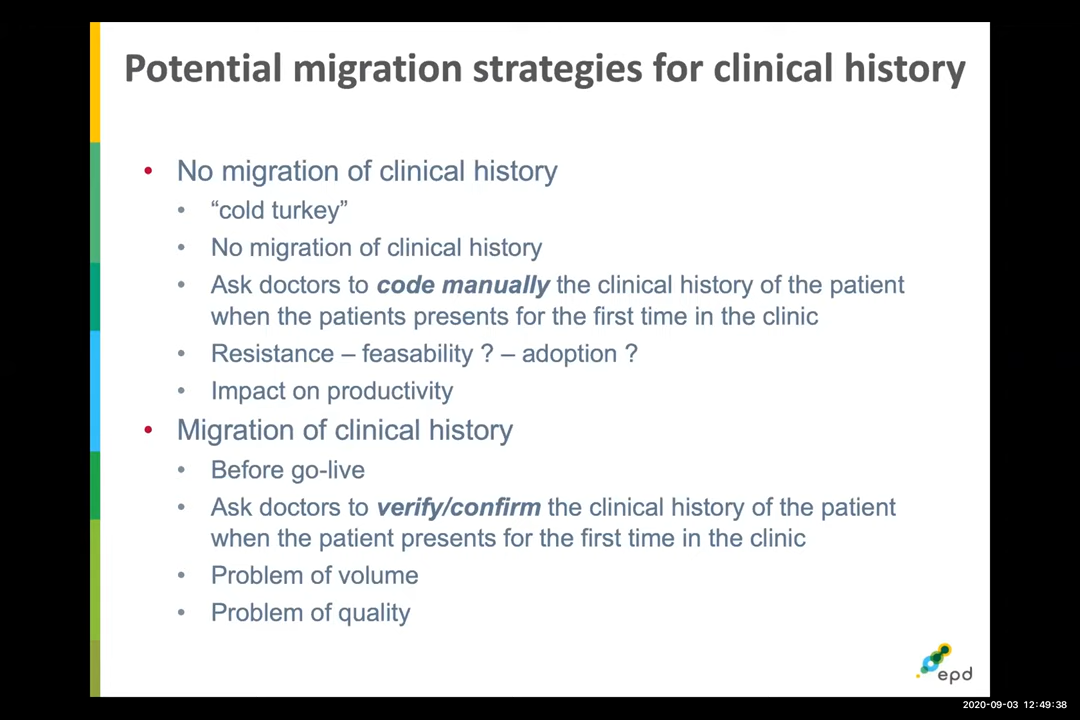 Potential migration strategies for clinical history
• No migration of clinical history
• “cold turkey”
• No migration of clinical history
• Ask doctors to code manually the clinical history of the patient
when the patients presents for the first time in the clinic
• Resistance – feasability ? – adoption ?
• Impact on productivity
• Migration of clinical history
• Before go-live
• Ask doctors to verify/confirm the clinical history of the patient
when the patient presents for the first time in the clinic
• Problem of volume
• Problem of quality
epd
2020-09-03 12:49:38